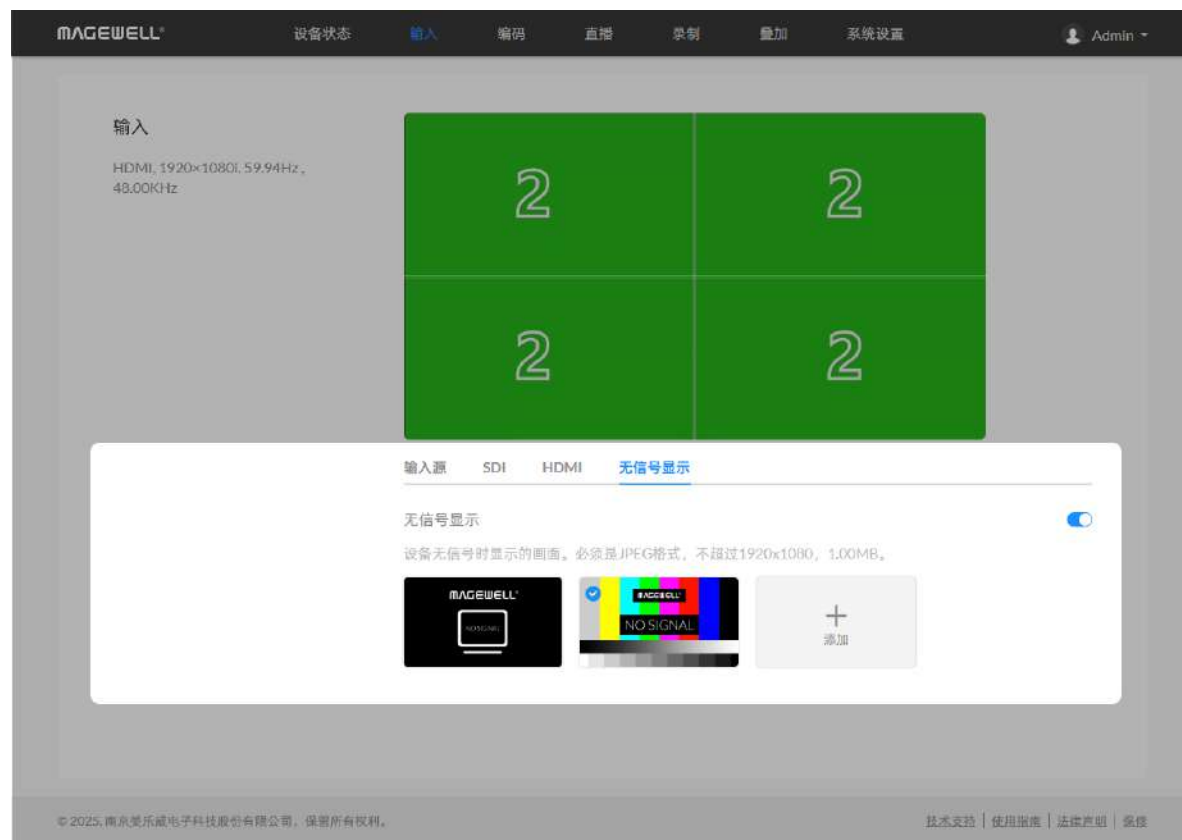 MAGEWELL®
设备状态 输入 编码 直播 录制 叠加 系统设置 Admin
输入
HDMI, 1920×1080i, 59.94Hz,
48.00KHz
2 2
2 2
输入源 SDI HDMI 无信号显示
无信号显示
设备无信号时显示的画面。必须是JPEG格式，不超过1920x1080，1.00MB。
MAGEWELL®
NO SIGNAL
MAGEWELL®
NO SIGNAL
添加
© 2025, 南京美乐威电子科技股份有限公司，保留所有权利。
技术支持 | 使用指南 | 法律声明 | 保修